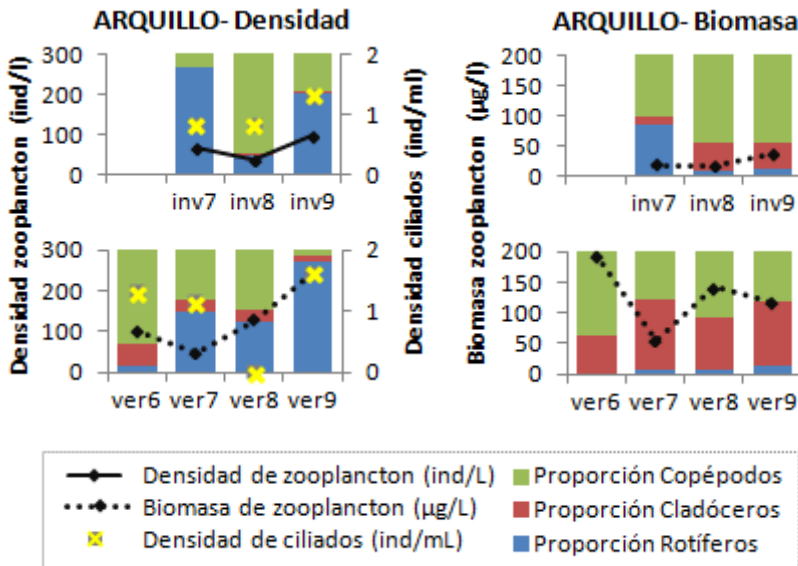 ARQUILLO- Densidad
ARQUILLO- Biomasa
Densidad zooplancton (ind/l)
Densidad ciliados (ind/ml)
Biomasa zooplancton (µg/l)
300
200
100
0
2
1
0
inv7 inv8 inv9
200
150
100
50
0
inv7 inv8 inv9
300
200
100
0
2
1
0
ver6 ver7 ver8 ver9
200
150
100
50
0
ver6 ver7 ver8 ver9
Densidad de zooplancton (ind/L)
Proporción Copépodos
Biomasa de zooplancton (µg/L)
Proporción Cladóceros
Densidad de ciliados (ind/mL)
Proporción Rotíferos